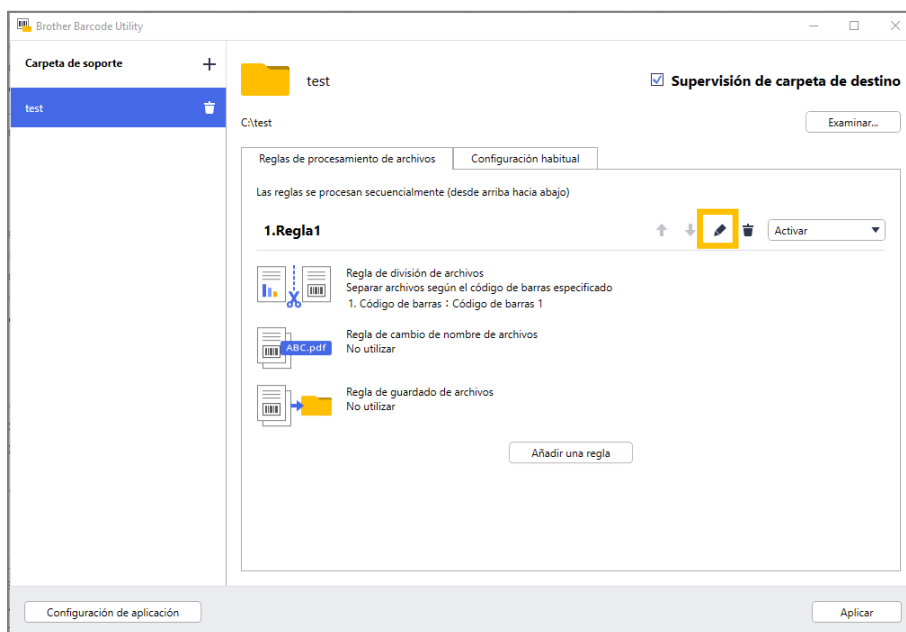 Brother Barcode Utility
Carpeta de soporte
test
test
Supervisión de carpeta de destino
C:\test
Examinar...
Reglas de procesamiento de archivos
Configuración habitual
Las reglas se procesan secuencialmente (desde arriba hacia abajo)
1.Regla1
Activar
Regla de división de archivos
Separar archivos según el código de barras especificado
1. Código de barras : Código de barras 1
ABC.pdf
Regla de cambio de nombre de archivos
No utilizar
Regla de guardado de archivos
No utilizar
Añadir una regla
Configuración de aplicación
Aplicar